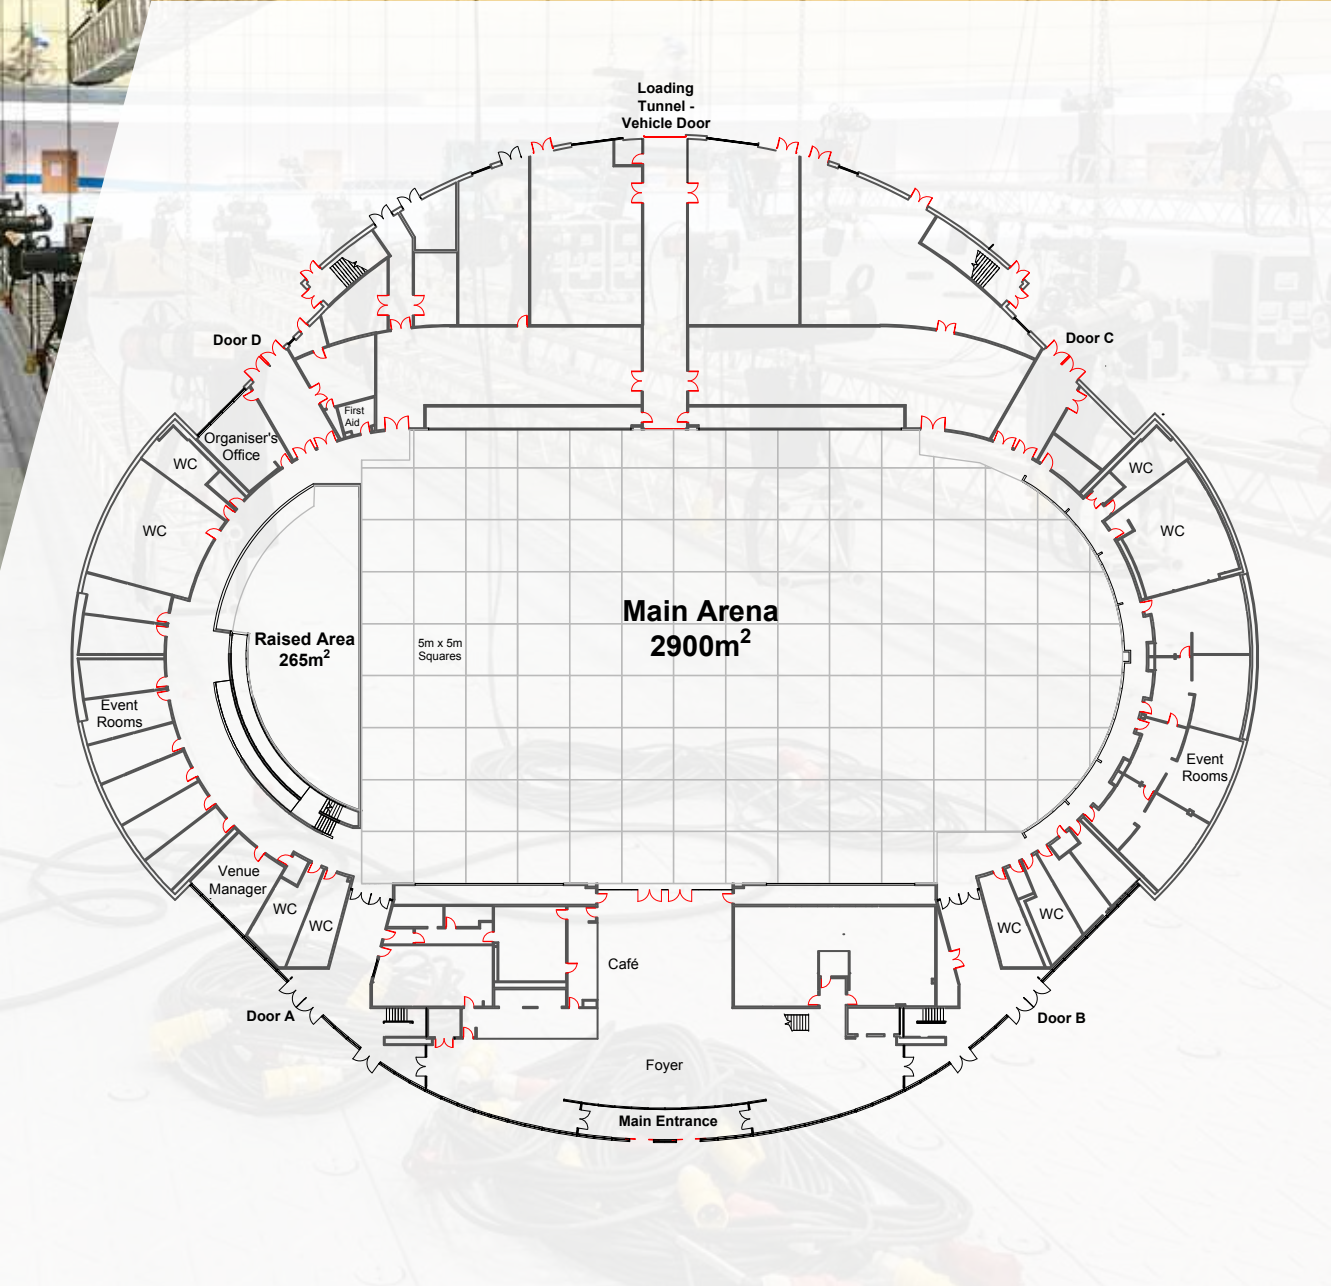 Loading
Tunnel -
Vehicle Door
Door D
Door C
First
Aid
Organiser's
Office
WC
WC
WC
WC
Main Arena
2900m²
Raised Area
265m²
5m x 5m
Squares
Event
Rooms
Event
Rooms
Venue
Manager
WC
WC
WC
WC
Café
Door A
Door B
Foyer
Main Entrance